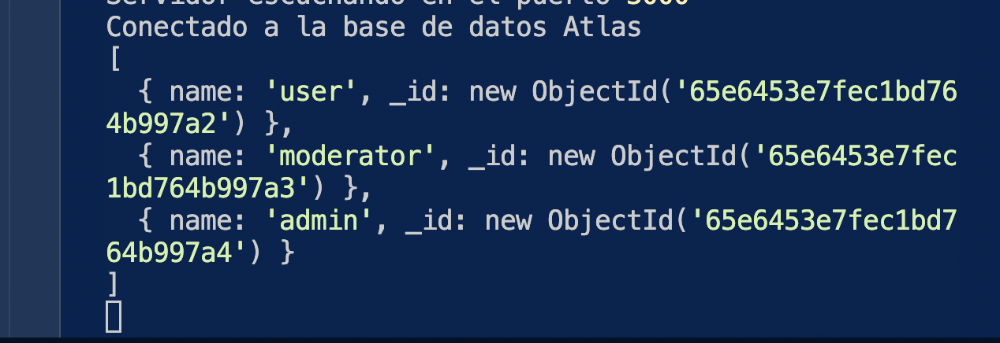 Servidor escuchando en el puerto 3000
Conectado a la base de datos Atlas
[
  { name: 'user', _id: new ObjectId('65e6453e7fec1bd76
4b997a2') },
  { name: 'moderator', _id: new ObjectId('65e6453e7fec
1bd764b997a3') },
  { name: 'admin', _id: new ObjectId('65e6453e7fec1bd7
64b997a4') }
]